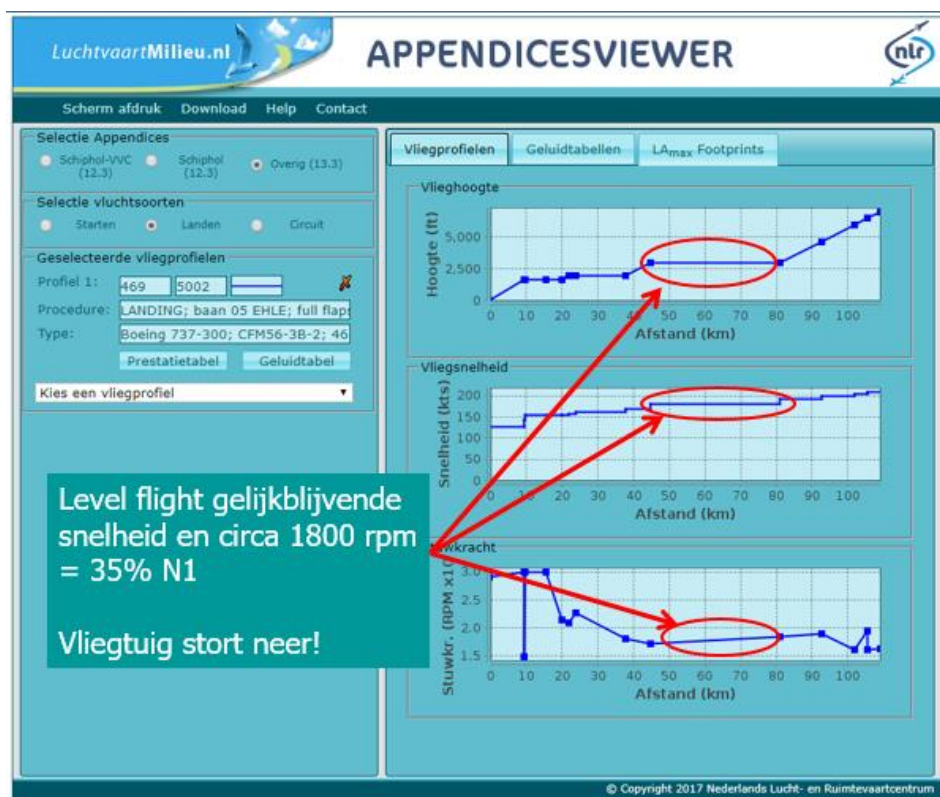 LuchtvaartMilieu.nl
APPENDICESVIEWER
nlr
Scherm afdruk Download Help Contact
Selectie Appendices
Schiphol-VVC (12.3)
Schiphol (12.3)
Overig (13.3)
Selectie vluchtsoorten
Starten Landen Circuit
Geselecteerde vliegprofielen
Profiel 1: 469 5002
Procedure: LANDING; baan 05 EHLE; full flaps
Type: Boeing 737-300; CFM56-3B-2; 46
Prestatietabel Geluidtabel
Kies een vliegprofiel
Level flight gelijkblijvende
snelheid en circa 1800 rpm
= 35% N1
Vliegtuig stort neer!
Vliegprofielen Geluidtabellen LAmax Footprints
Vlieghoogte
Hoogte (ft)
5,000
2,500
0
0 10 20 30 40 50 60 70 80 90 100
Afstand (km)
Vliegsnelheid
Snelheid (kts)
200
150
100
50
0
0 10 20 30 40 50 60 70 80 90 100
Afstand (km)
uwkracht
Stuwkr. (RPM x10
3.0
2.5
2.0
1.5
0 10 20 30 40 50 60 70 80 90 100
Afstand (km)
© Copyright 2017 Nederlands Lucht- en Ruimtevaartcentrum